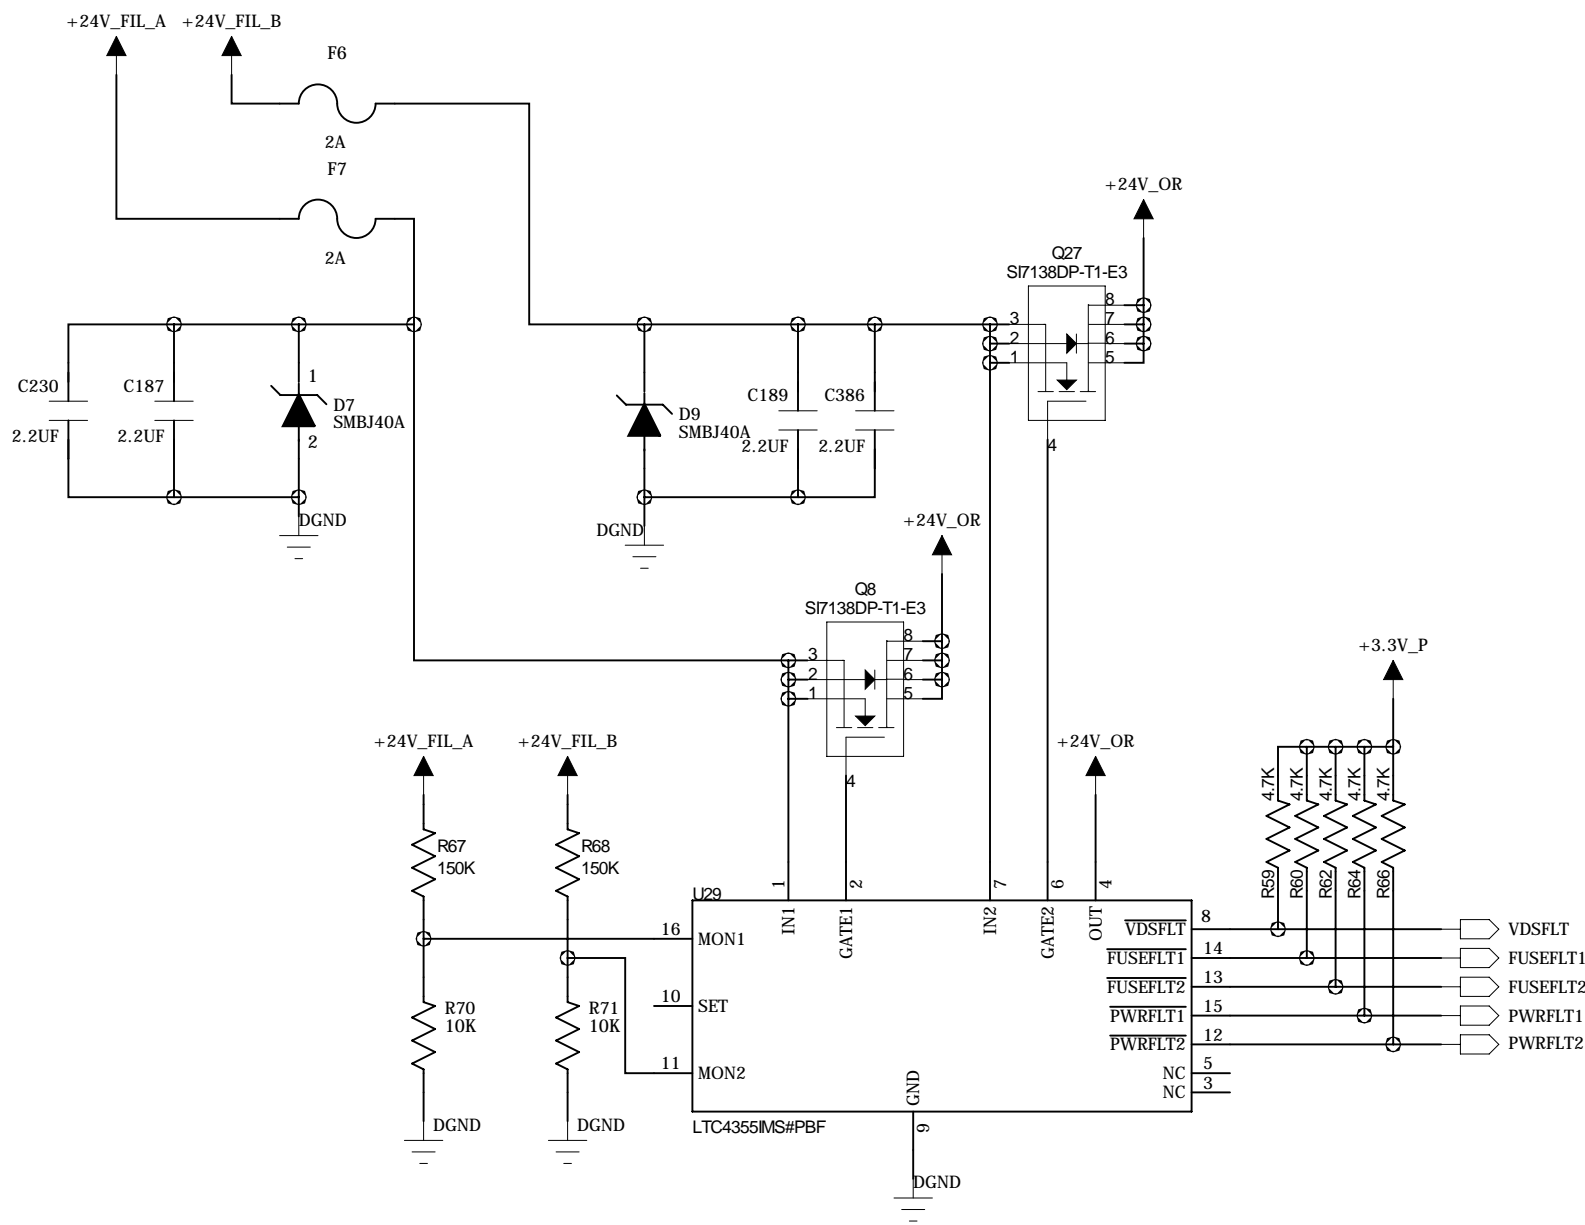 +24V_FIL_A
+24V_FIL_B
F6
2A
F7
2A
+24V_OR
Q27
SI7138DP-T1-E3
3
2
1
8
7
6
5
4
C230
2.2UF
C187
2.2UF
1
D7
SMBJ40A
2
DGND
D9
SMBJ40A
C189
2.2UF
C386
2.2UF
DGND
+24V_OR
Q8
SI7138DP-T1-E3
3
2
1
8
7
6
5
4
+3.3V_P
+24V_FIL_A
+24V_FIL_B
+24V_OR
4.7K
4.7K
4.7K
4.7K
4.7K
R59
R60
R62
R64
R66
R67
150K
R68
150K
R70
10K
R71
10K
DGND
DGND
U29
1
IN1
2
GATE1
7
IN2
6
GATE2
4
OUT
16
MON1
10
SET
11
MON2
VDSFLT
8
VDSFLT
FUSEFLT1
14
FUSEFLT1
FUSEFLT2
13
FUSEFLT2
PWRFLT1
15
PWRFLT1
PWRFLT2
12
PWRFLT2
NC
5
NC
3
GND
9
LTC4355IMS#PBF
DGND